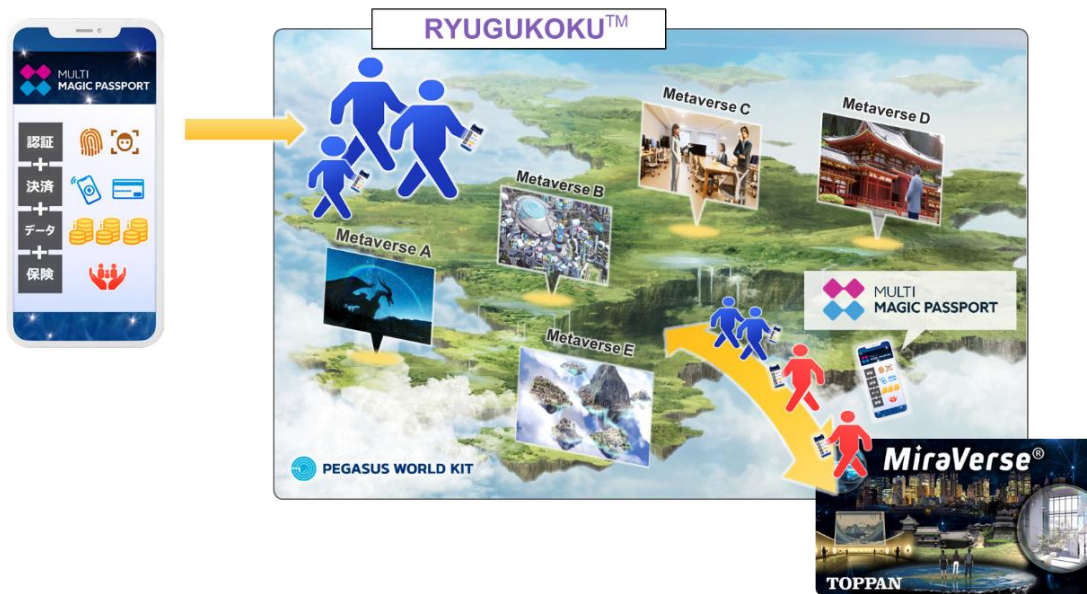 RYUGUKOKU™
MULTI
MAGIC PASSPORT
認証
+
決済
+
データ
+
保険
Metaverse A
Metaverse B
Metaverse C
Metaverse D
Metaverse E
MULTI
MAGIC PASSPORT
PEGASUS WORLD KIT
MiraVerse®
TOPPAN